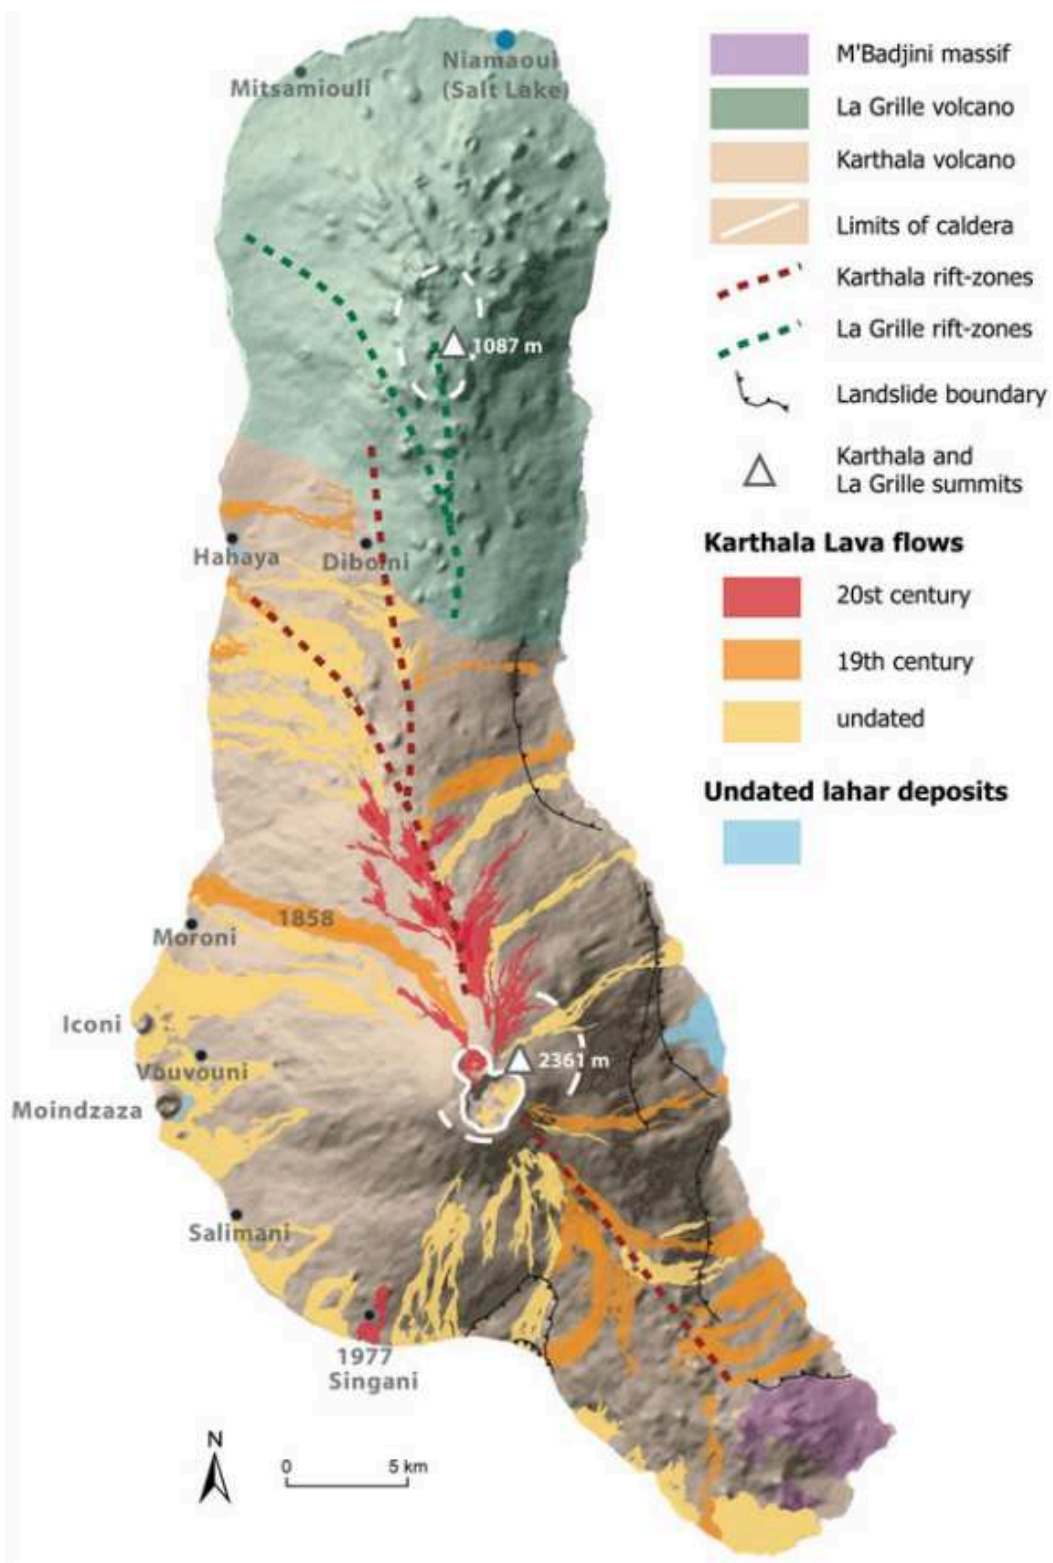 Niamaoui
(Salt Lake)
Mitsamiouli
1087 m
Hahaya
Diboini
1858
Moroni
Iconi
Vouvouni
Moindzaza
2361 m
Salimani
1977
Singani
N
0 5 km
M'Badjini massif
La Grille volcano
Karthala volcano
Limits of caldera
Karthala rift-zones
La Grille rift-zones
Landslide boundary
Karthala and
La Grille summits
Karthala Lava flows
20st century
19th century
undated
Undated lahar deposits